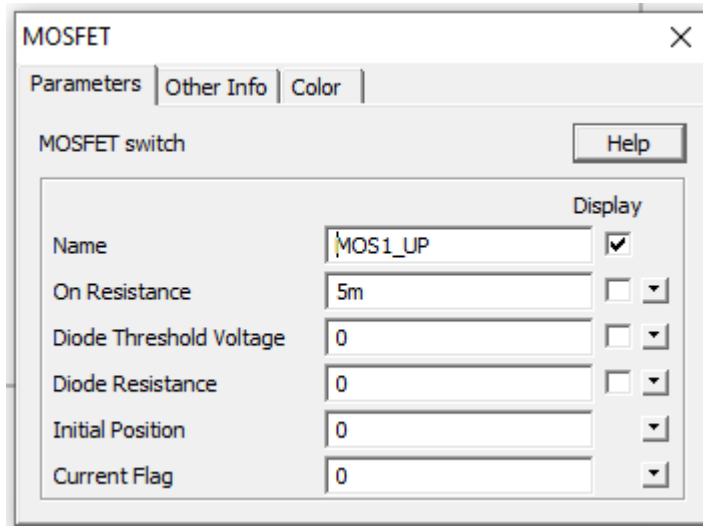 MOSFET
Parameters Other Info Color
MOSFET switch Help
Display
Name MOS1_UP
On Resistance 5m
Diode Threshold Voltage 0
Diode Resistance 0
Initial Position 0
Current Flag 0